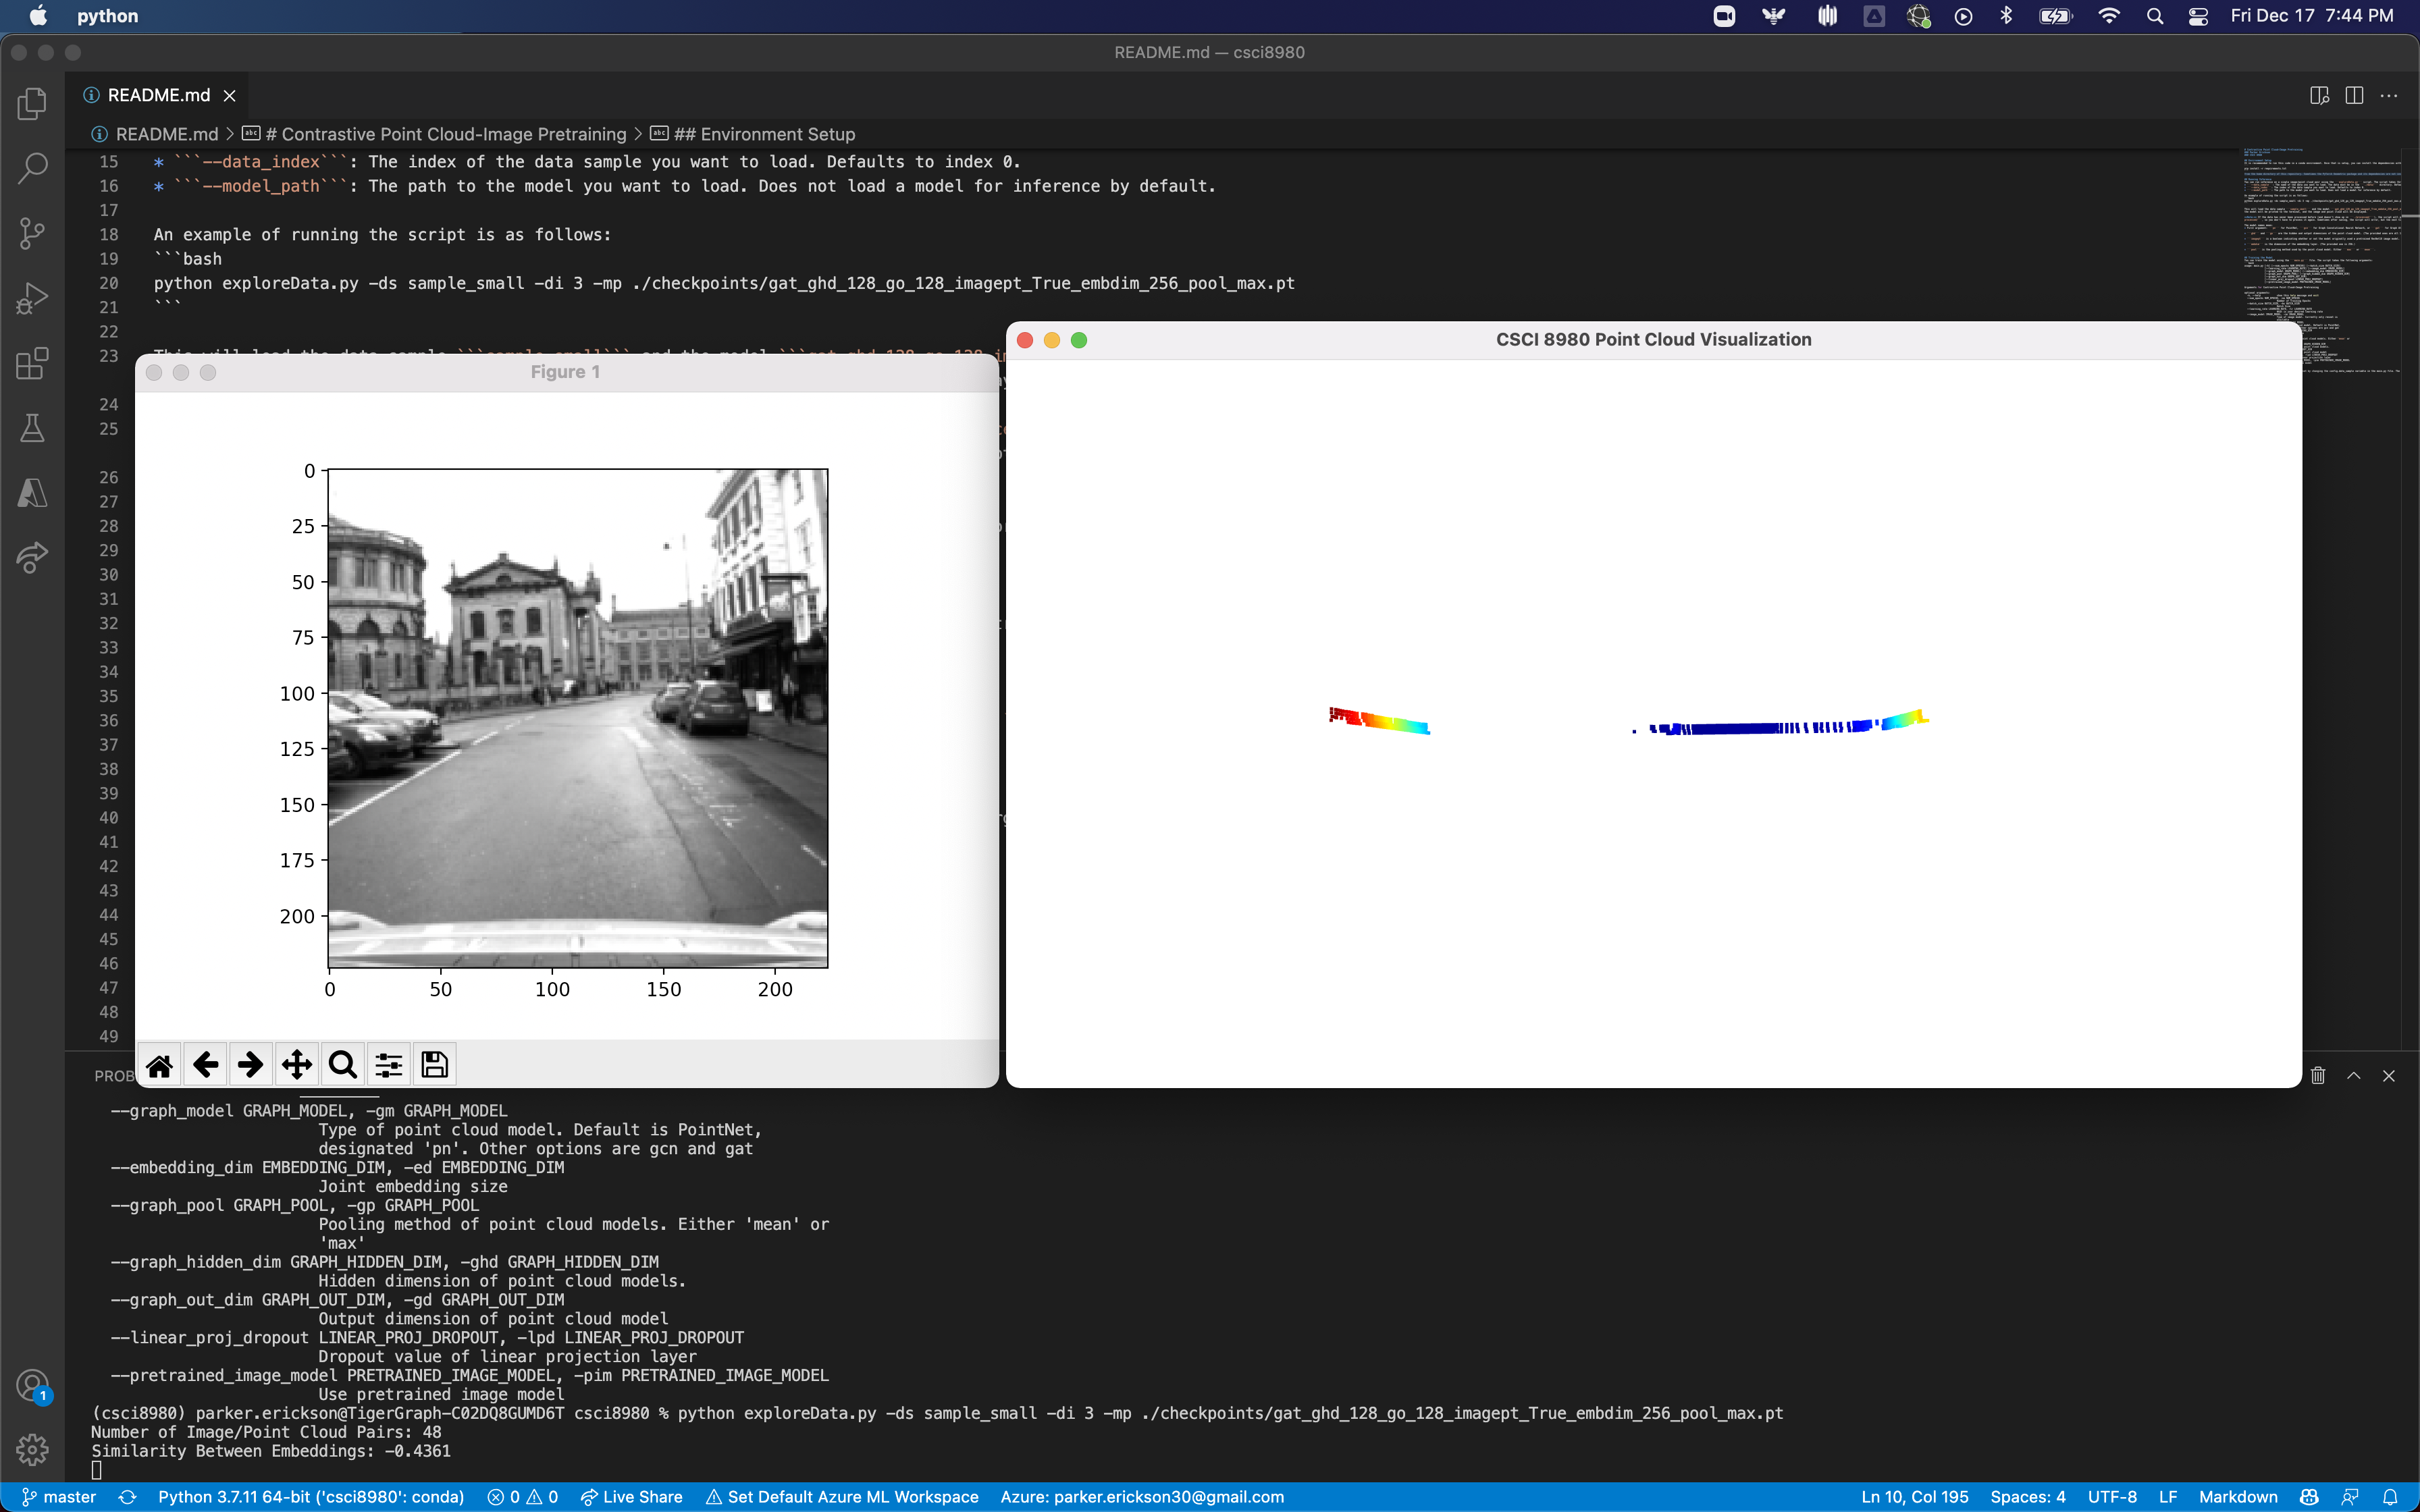 python
Fri Dec 17 7:44 PM
README.md — csci8980
README.md
README.md > # Contrastive Point Cloud-Image Pretraining > ## Environment Setup
15 * ```--data_index```: The index of the data sample you want to load. Defaults to index 0.
16 * ```--model_path```: The path to the model you want to load. Does not load a model for inference by default.
17
18 An example of running the script is as follows:
19 ```bash
20 python exploreData.py -ds sample_small -di 3 -mp ./checkpoints/gat_ghd_128_go_128_imagept_True_embdim_256_pool_max.pt
21 ```
22
23
24
25
26
27
28
29
30
31
32
33
34
35
36
37
38
39
40
41
42
43
44
45
46
47
48
49
Figure 1
0
25
50
75
100
125
150
175
200
0 50 100 150 200
CSCI 8980 Point Cloud Visualization
PROB
--graph_model GRAPH_MODEL, -gm GRAPH_MODEL
Type of point cloud model. Default is PointNet,
designated 'pn'. Other options are gcn and gat
--embedding_dim EMBEDDING_DIM, -ed EMBEDDING_DIM
Joint embedding size
--graph_pool GRAPH_POOL, -gp GRAPH_POOL
Pooling method of point cloud models. Either 'mean' or
'max'
--graph_hidden_dim GRAPH_HIDDEN_DIM, -ghd GRAPH_HIDDEN_DIM
Hidden dimension of point cloud models.
--graph_out_dim GRAPH_OUT_DIM, -gd GRAPH_OUT_DIM
Output dimension of point cloud model
--linear_proj_dropout LINEAR_PROJ_DROPOUT, -lpd LINEAR_PROJ_DROPOUT
Dropout value of linear projection layer
--pretrained_image_model PRETRAINED_IMAGE_MODEL, -pim PRETRAINED_IMAGE_MODEL
Use pretrained image model
(csci8980) parker.erickson@TigerGraph-C02DQ8GUMD6T csci8980 % python exploreData.py -ds sample_small -di 3 -mp ./checkpoints/gat_ghd_128_go_128_imagept_True_embdim_256_pool_max.pt
Number of Image/Point Cloud Pairs: 48
Similarity Between Embeddings: -0.4361
1
master Python 3.7.11 64-bit ('csci8980': conda) 0 0 Live Share Set Default Azure ML Workspace Azure: parker.erickson30@gmail.com Ln 10, Col 195 Spaces: 4 UTF-8 LF Markdown